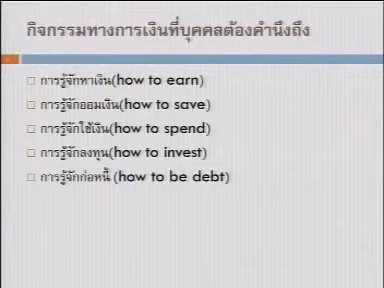 กิจกรรมทางการเงินที่บุคคลต้องคำนึงถึง
การรู้จักหาเงิน(how to earn)
การรู้จักออมเงิน(how to save)
การรู้จักใช้เงิน(how to spend)
การรู้จักลงทุน(how to invest)
การรู้จักก่อหนี้ (how to be debt)